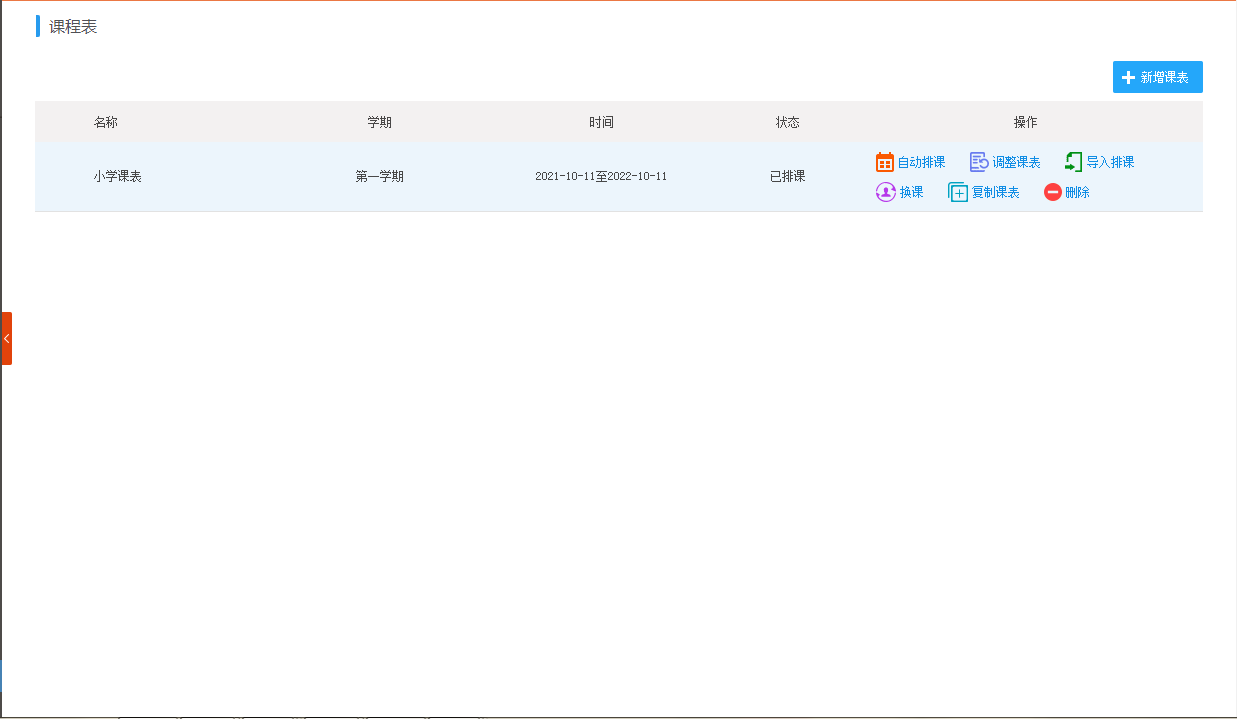 课程表
新增课表
名称 学期 时间 状态 操作
小学课表 第一学期 2021-10-11至2022-10-11 已排课
自动排课 调整课表 导入排课
换课 复制课表 删除